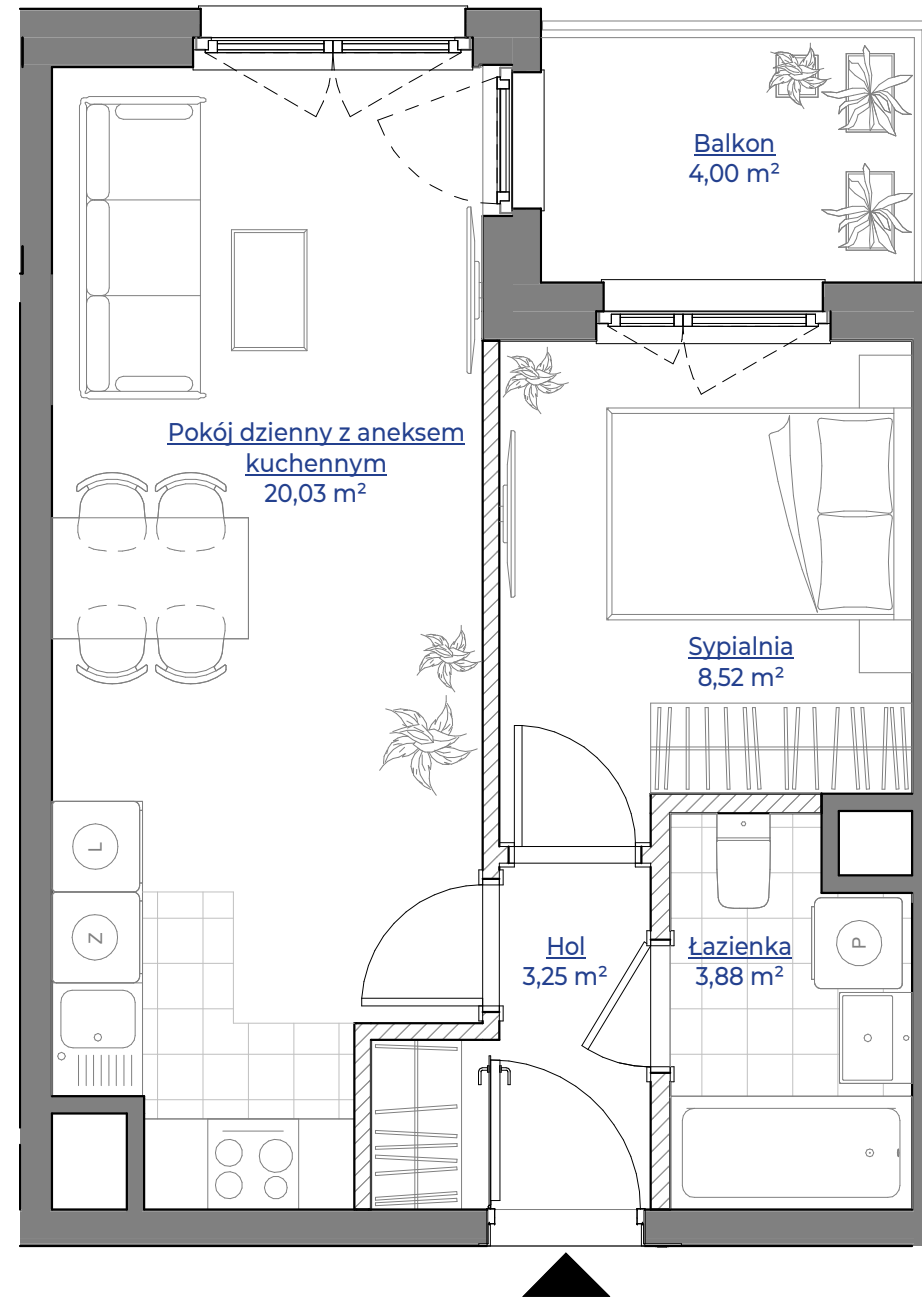 Balkon
4,00 m²
Pokój dzienny z aneksem
kuchennym
20,03 m²
Sypialnia
8,52 m²
L
Z
Hol
3,25 m²
Łazienka
3,88 m²
P